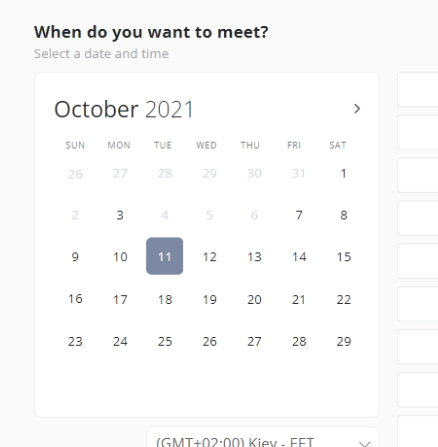 When do you want to meet?
Select a date and time
October 2021
SUN MON TUE WED THU FRI SAT
26 27 28 29 30 31 1
2 3 4 5 6 7 8
9 10 11 12 13 14 15
16 17 18 19 20 21 22
23 24 25 26 27 28 29
(GMT+02:00) Kiev - EET